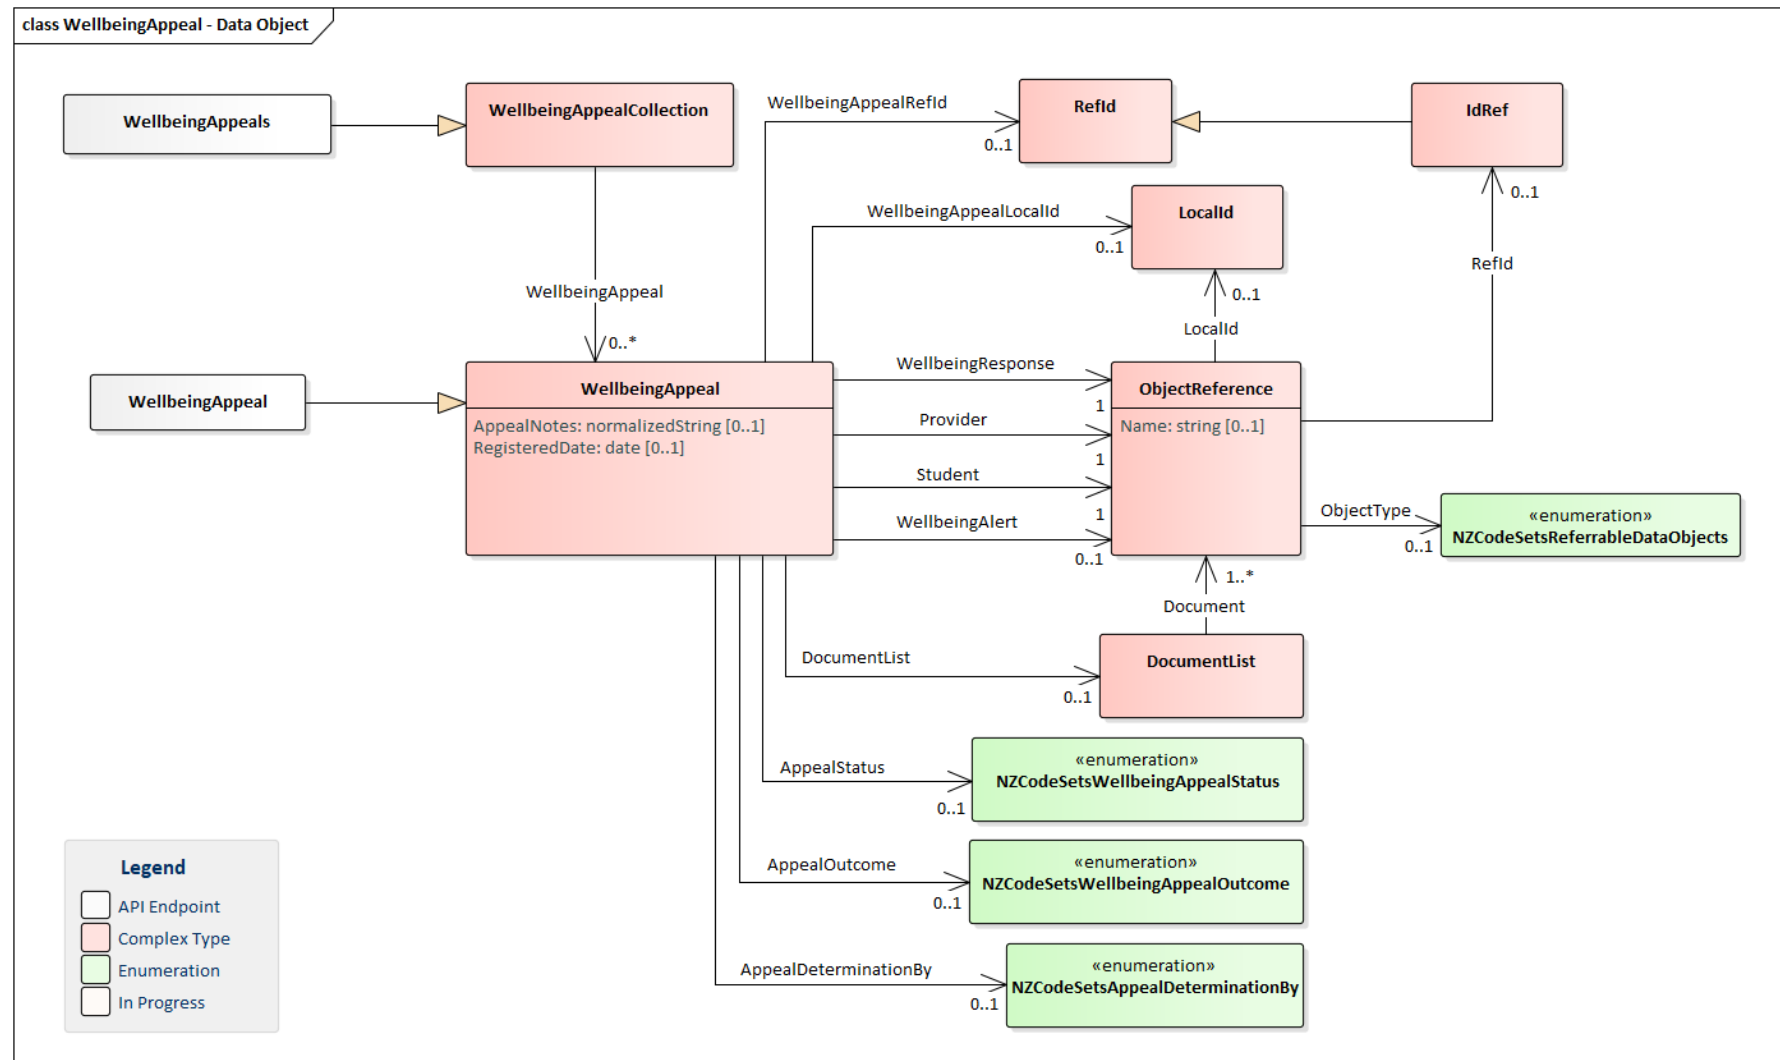 class WellbeingAppeal - Data Object
WellbeingAppeals
WellbeingAppealCollection
WellbeingAppealRefId
0..1
RefId
IdRef
0..1
WellbeingAppealLocalId
0..1
LocalId
RefId
WellbeingAppeal
0..*
0..1
LocalId
WellbeingAppeal
WellbeingAppeal
AppealNotes: normalizedString [0..1]
RegisteredDate: date [0..1]
WellbeingResponse
1
Provider
1
Student
1
WellbeingAlert
0..1
ObjectReference
Name: string [0..1]
ObjectType
0..1
«enumeration»
NZCodeSetsReferrableDataObjects
1..*
Document
DocumentList
0..1
DocumentList
AppealStatus
0..1
«enumeration»
NZCodeSetsWellbeingAppealStatus
AppealOutcome
0..1
«enumeration»
NZCodeSetsWellbeingAppealOutcome
AppealDeterminationBy
0..1
«enumeration»
NZCodeSetsAppealDeterminationBy
Legend
API Endpoint
Complex Type
Enumeration
In Progress